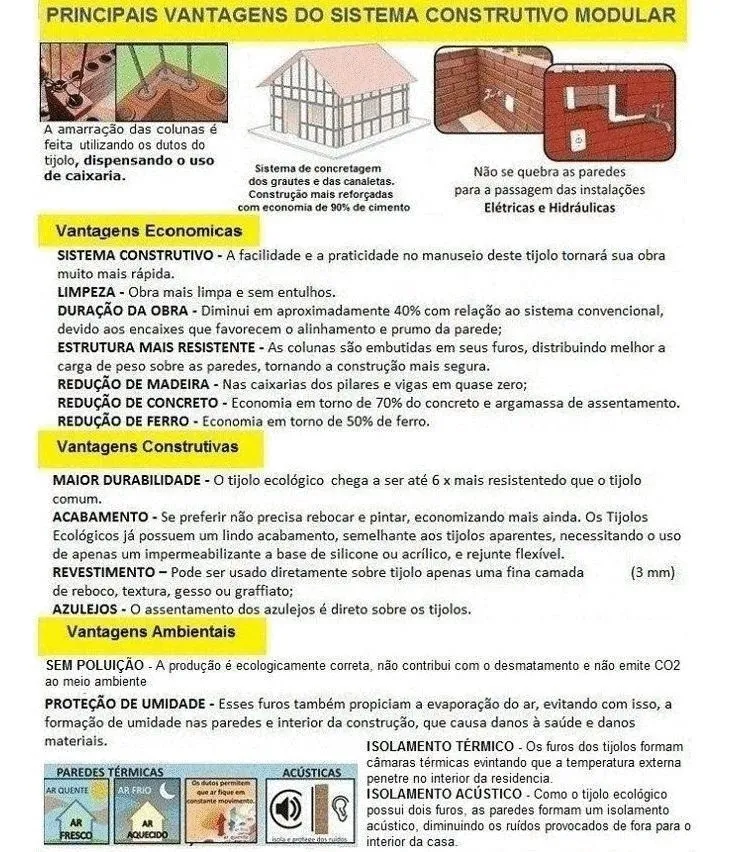 PRINCIPAIS VANTAGENS DO SISTEMA CONSTRUTIVO MODULAR
A amarração das colunas é
feita utilizando os dutos do
tijolo, dispensando o uso
de caixaria.
Sistema de concretagem
dos grautes e das canaletas.
Construção mais reforçadas
com economia de 90% de cimento
Não se quebra as paredes
para a passagem das instalações
Elétricas e Hidráulicas
Vantagens Economicas
SISTEMA CONSTRUTIVO - A facilidade e a praticidade no manuseio deste tijolo tornará sua obra
muito mais rápida.
LIMPEZA - Obra mais limpa e sem entulhos.
DURAÇÃO DA OBRA - Diminui em aproximadamente 40% com relação ao sistema convencional,
devido aos encaixes que favorecem o alinhamento e prumo da parede;
ESTRUTURA MAIS RESISTENTE - As colunas são embutidas em seus furos, distribuindo melhor a
carga de peso sobre as paredes, tornando a construção mais segura.
REDUÇÃO DE MADEIRA - Nas caixarias dos pilares e vigas em quase zero;
REDUÇÃO DE CONCRETO - Economia em torno de 70% do concreto e argamassa de assentamento.
REDUÇÃO DE FERRO - Economia em torno de 50% de ferro.
Vantagens Construtivas
MAIOR DURABILIDADE - O tijolo ecológico chega a ser até 6 x mais resistentedo que o tijolo
comum.
ACABAMENTO - Se preferir não precisa rebocar e pintar, economizando mais ainda. Os Tijolos
Ecológicos já possuem um lindo acabamento, semelhante aos tijolos aparentes, necessitando o uso
de apenas um impermeabilizante a base de silicone ou acrílico, e rejunte flexível.
REVESTIMENTO – Pode ser usado diretamente sobre tijolo apenas uma fina camada (3 mm)
de reboco, textura, gesso ou graffiato;
AZULEJOS - O assentamento dos azulejos é direto sobre os tijolos.
Vantagens Ambientais
SEM POLUIÇÃO - A produção é ecologicamente correta, não contribui com o desmatamento e não emite CO2
ao meio ambiente
PROTEÇÃO DE UMIDADE - Esses furos também propiciam a evaporação do ar, evitando com isso, a
formação de umidade nas paredes e interior da construção, que causa danos à saúde e danos
materiais.
PAREDES TÉRMICAS
AR QUENTE
AR
FRESCO
AR FRIO
AR
AQUECIDO
Os dutos permitem
que ar fique em
constante movimento.
ar quente
ACÚSTICAS
isola e protege dos ruídos
ISOLAMENTO TÉRMICO - Os furos dos tijolos formam
câmaras térmicas evintando que a temperatura externa
penetre no interior da residencia.
ISOLAMENTO ACÚSTICO - Como o tijolo ecológico
possui dois furos, as paredes formam um isolamento
acústico, diminuindo os ruídos provocados de fora para o
interior da casa.